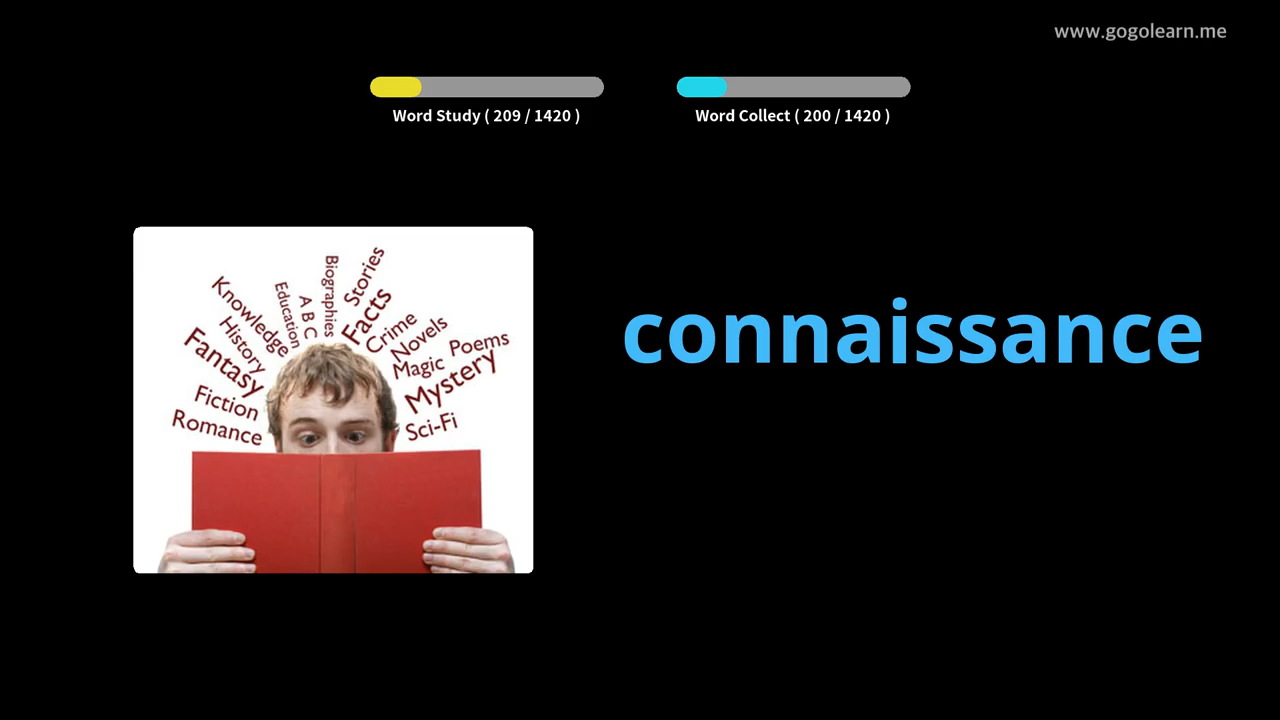 www.gogolearn.me
Word Study ( 209 / 1420 )
Word Collect ( 200 / 1420 )
connaissance
Stories
Biographies
Facts
Education
A B C
Knowledge
Crime
History
Novels
Poems
Fantasy
Magic
Mystery
Fiction
Romance
Sci-Fi